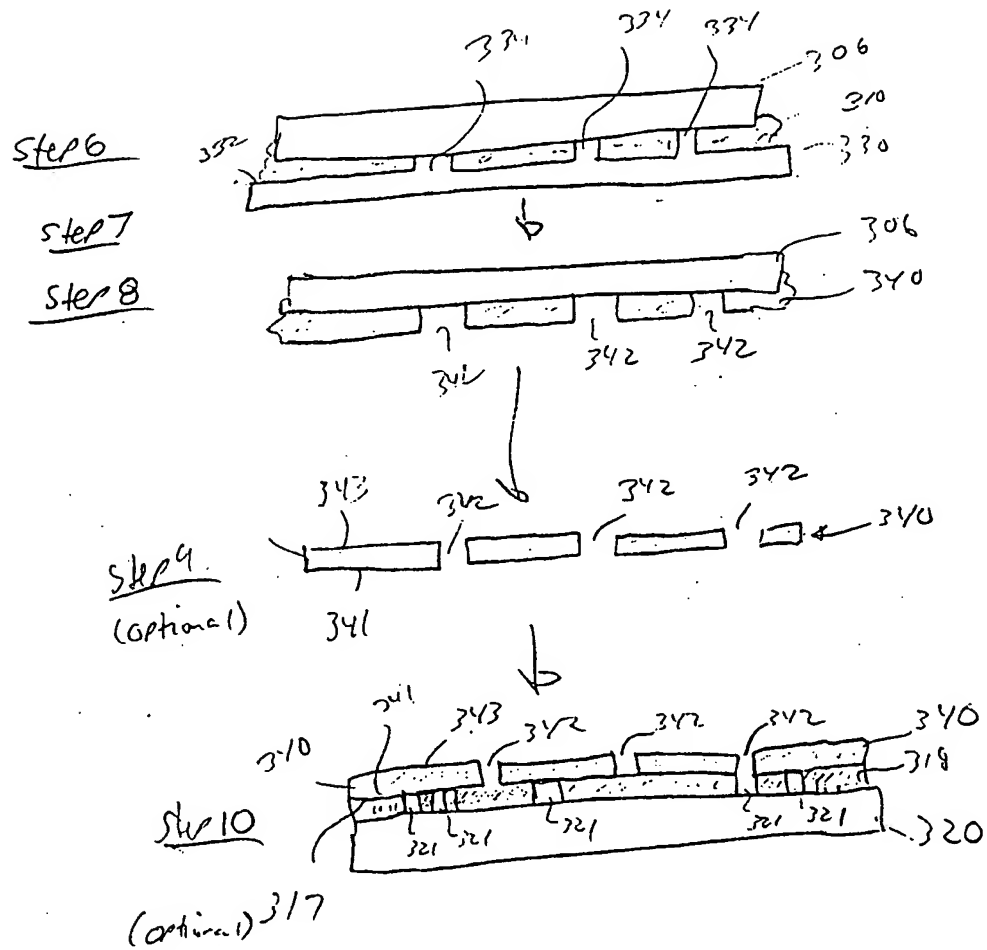 334 334 334
306
Step 6
310
332
330
Step 7
306
Step 8
340
342 342 342
343 342 342 342
340
Step 9
(optional)
341
341 343 342 342 342 340
340
318
321 321 321 321 321
320
Step 10
(optional) 317